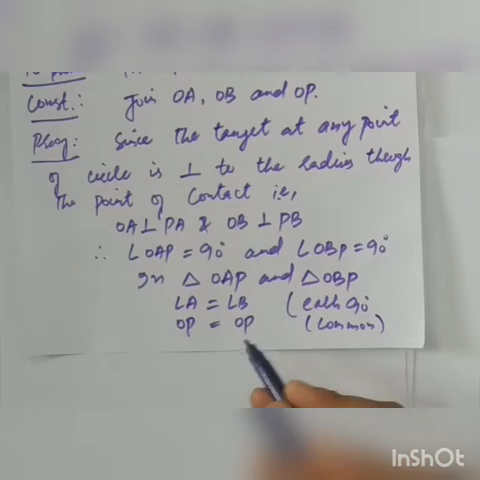 Const.: Join OA, OB and OP.
Proof: Since the tanget at any point
of circle is ⊥ to the radius through
the point of contact i.e,
OA ⊥ PA & OB ⊥ PB
∴ ∠OAP = 90° and ∠OBP = 90°
In △ OAP and △ OBP
∠A = ∠B (each 90°
OP = OP (common)
InShOt